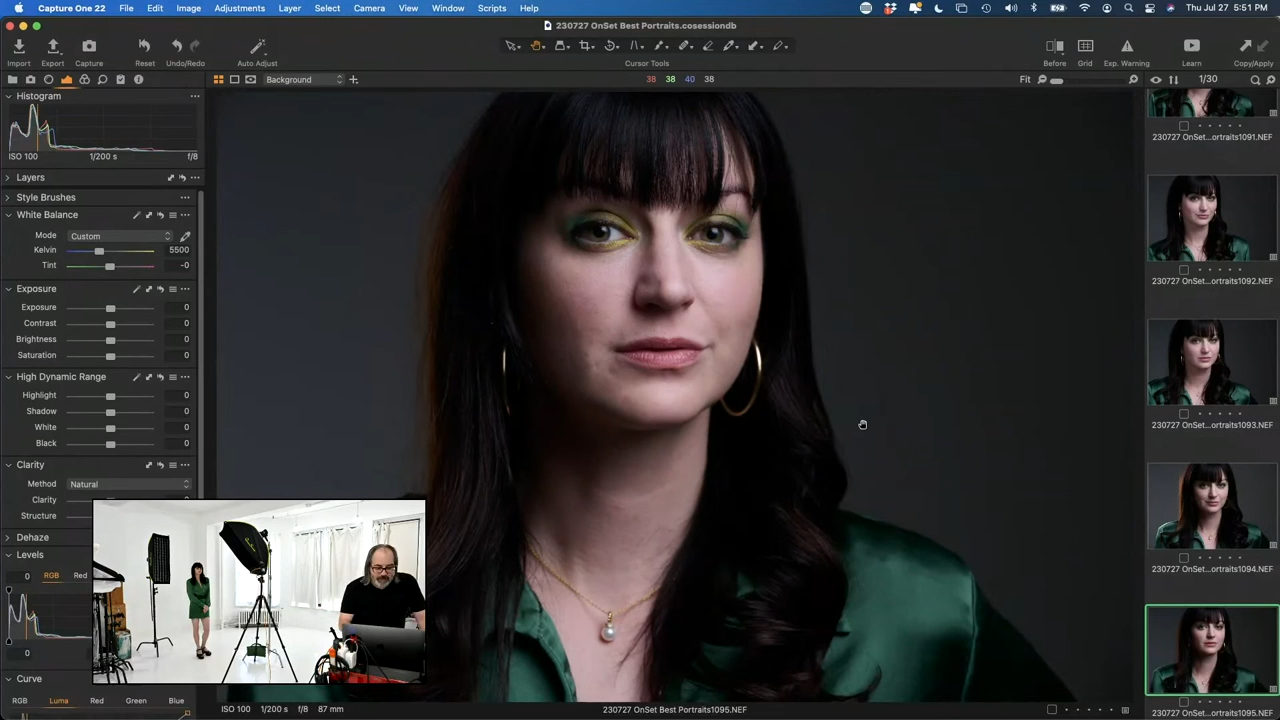 Capture One 22 File Edit Image Adjustments Layer Select Camera View Window Scripts Help Thu Jul 27 5:51 PM
230727 OnSet Best Portraits.cosessiondb
Import Export Capture Reset Undo/Redo Auto Adjust Cursor Tools Before Grid Exp. Warning Learn Copy/Apply
Background 38 38 40 38 Fit 1/30
Histogram
ISO 100 1/200 s f/8
Layers
Style Brushes
White Balance
Mode Custom
Kelvin 5500
Tint -0
Exposure
Exposure 0
Contrast 0
Brightness 0
Saturation 0
High Dynamic Range
Highlight 0
Shadow 0
White 0
Black 0
Clarity
Method Natural
Clarity
Structure
Dehaze
Levels
0 RGB Red
0
Curve
RGB Luma Red Green Blue
230727 OnSet...ortraits1091.NEF
230727 OnSet...ortraits1092.NEF
230727 OnSet...ortraits1093.NEF
230727 OnSet...ortraits1094.NEF
230727 OnSet...ortraits1095.NEF
ISO 100 1/200 s f/8 87 mm 230727 OnSet Best Portraits1095.NEF